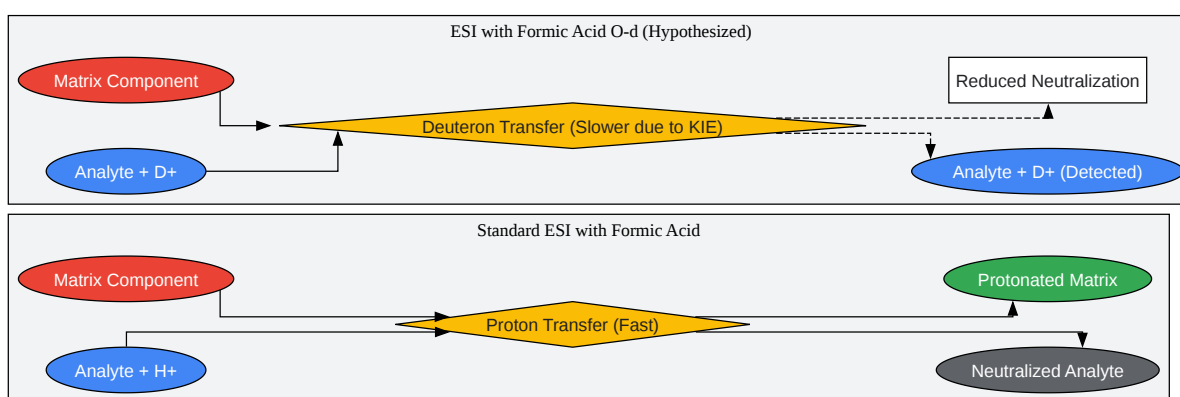 ESI with Formic Acid O-d (Hypothesized)
Matrix Component
Reduced Neutralization
Deuteron Transfer (Slower due to KIE)
Analyte + D+
Analyte + D+ (Detected)
Standard ESI with Formic Acid
Matrix Component
Protonated Matrix
Proton Transfer (Fast)
Analyte + H+
Neutralized Analyte